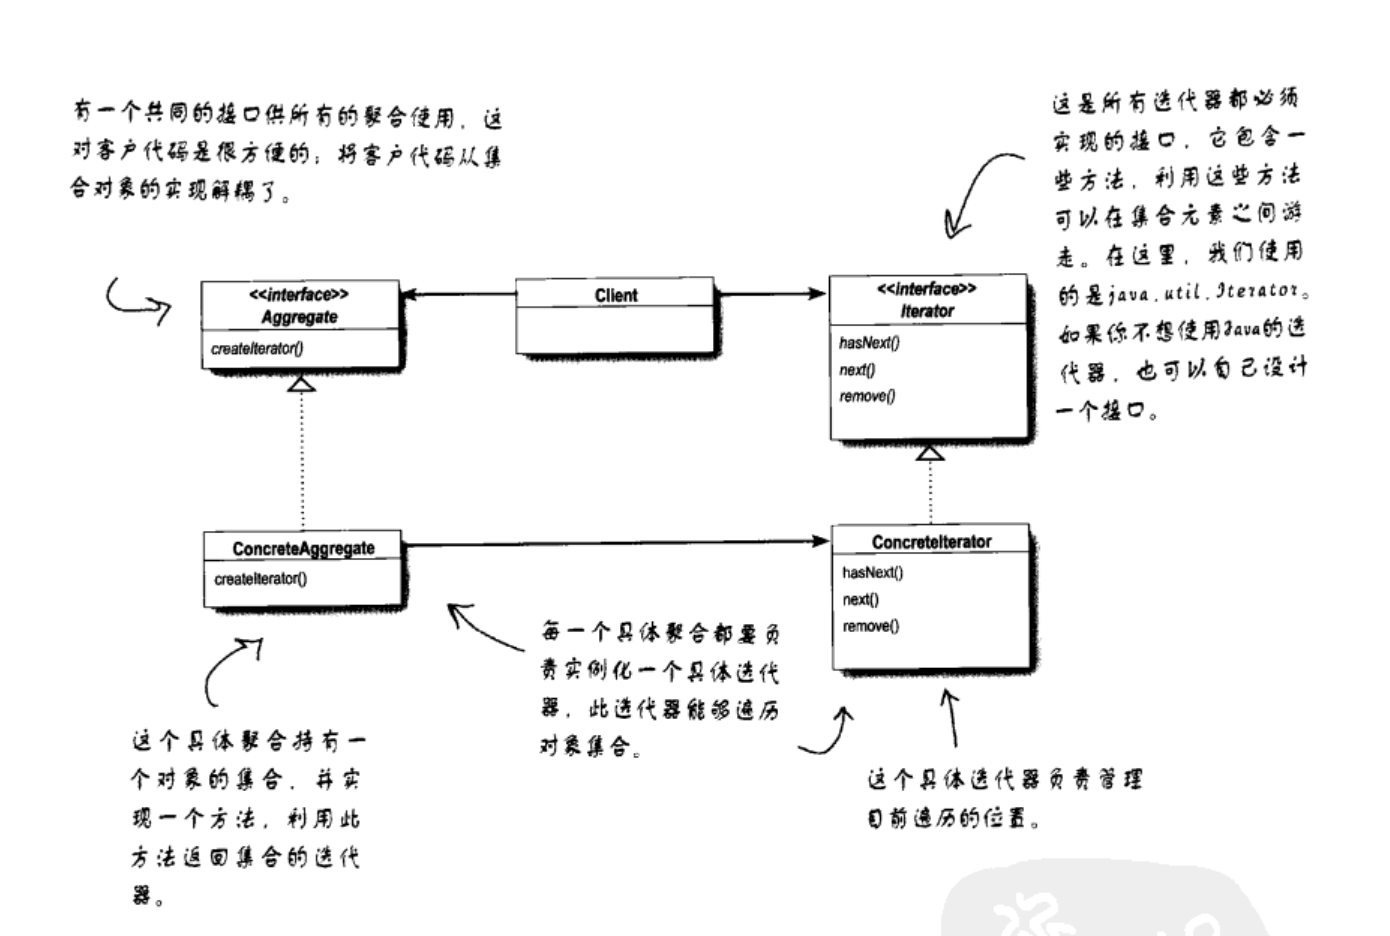 有一个共同的接口供所有的聚合使用，这
对客户代码是很方便的；将客户代码从集
合对象的实现解耦了。
这是所有迭代器都必须
实现的接口，它包含一
些方法，利用这些方法
可以在集合元素之间游
走。在这里，我们使用
的是java.util.Iterator。
如果你不想使用Java的迭
代器，也可以自己设计
一个接口。
<<interface>>
Aggregate
createIterator()
Client
<<interface>>
Iterator
hasNext()
next()
remove()
ConcreteAggregate
createIterator()
ConcreteIterator
hasNext()
next()
remove()
每一个具体聚合都要负
责实例化一个具体迭代
器，此迭代器能够遍历
对象集合。
这个具体聚合持有一
个对象的集合，并实
现一个方法，利用此
方法返回集合的迭代
器。
这个具体迭代器负责管理
目前遍历的位置。